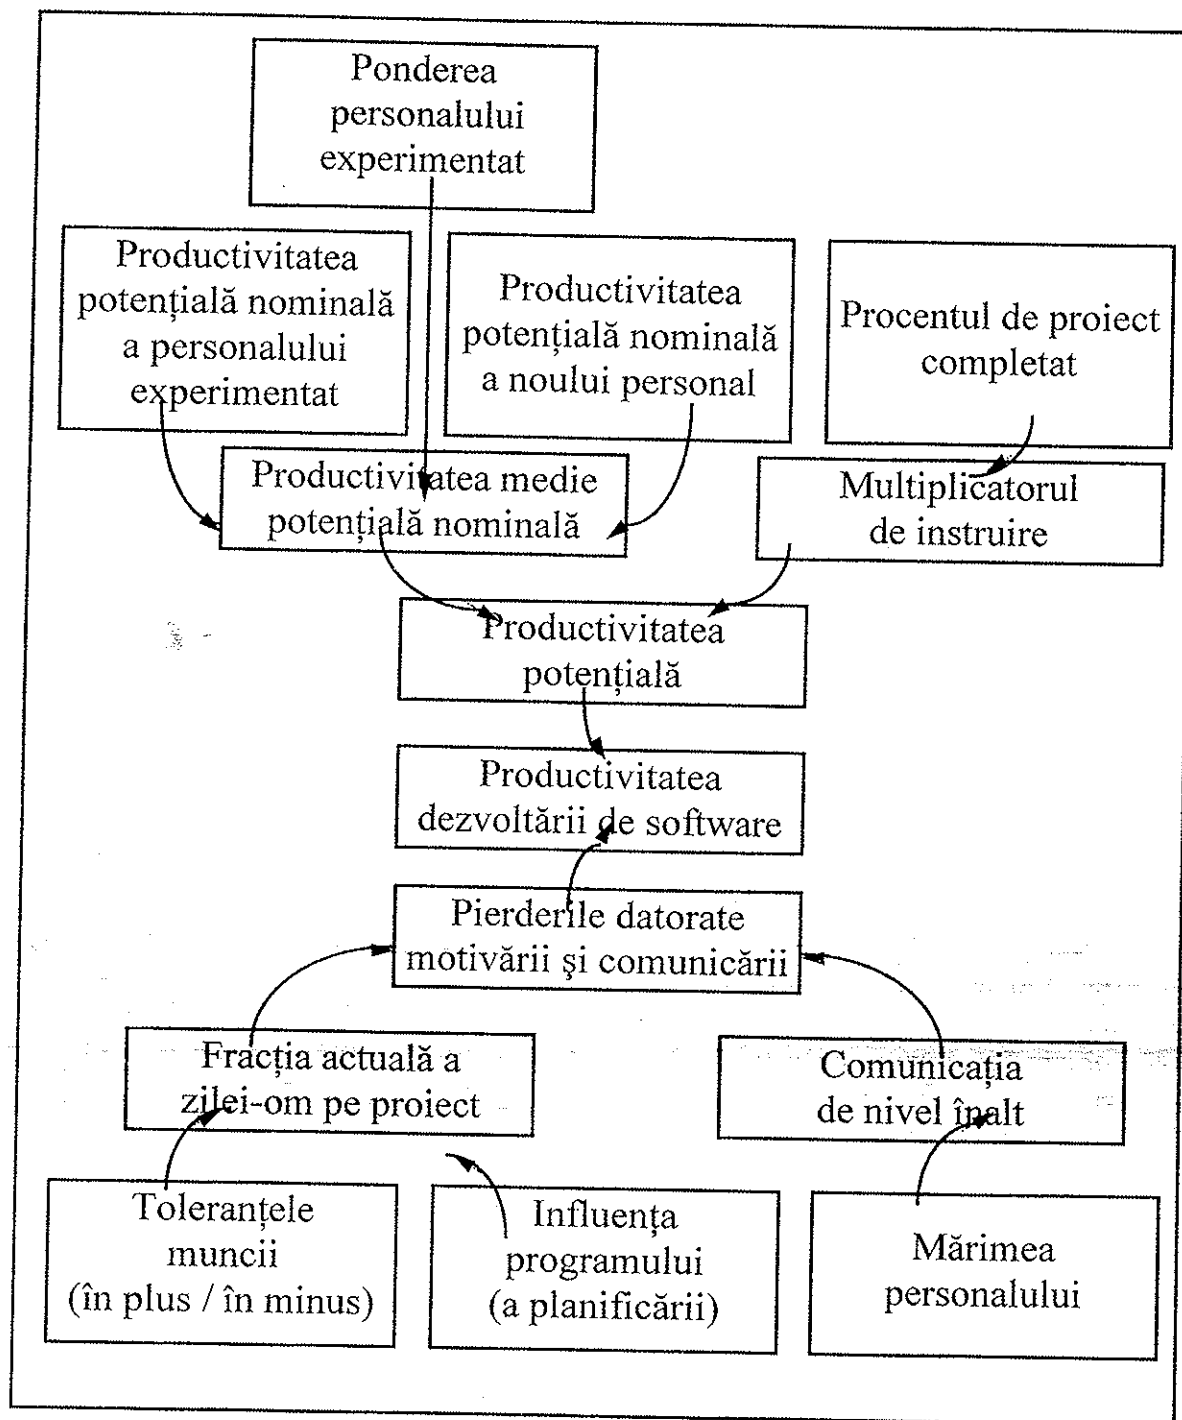 Ponderea
personalului
experimentat
Productivitatea
potențială nominală
a personalului
experimentat
Productivitatea
potențială nominală
a noului personal
Procentul de proiect
completat
Productivitatea medie
potențială nominală
Multiplicatorul
de instruire
Productivitatea
potențială
Productivitatea
dezvoltării de software
Pierderile datorate
motivării şi comunicării
Fracția actuală a
zilei-om pe proiect
Comunicația
de nivel înalt
Toleranțele
muncii
(în plus / în minus)
Influența
programului
(a planificării)
Mărimea
personalului